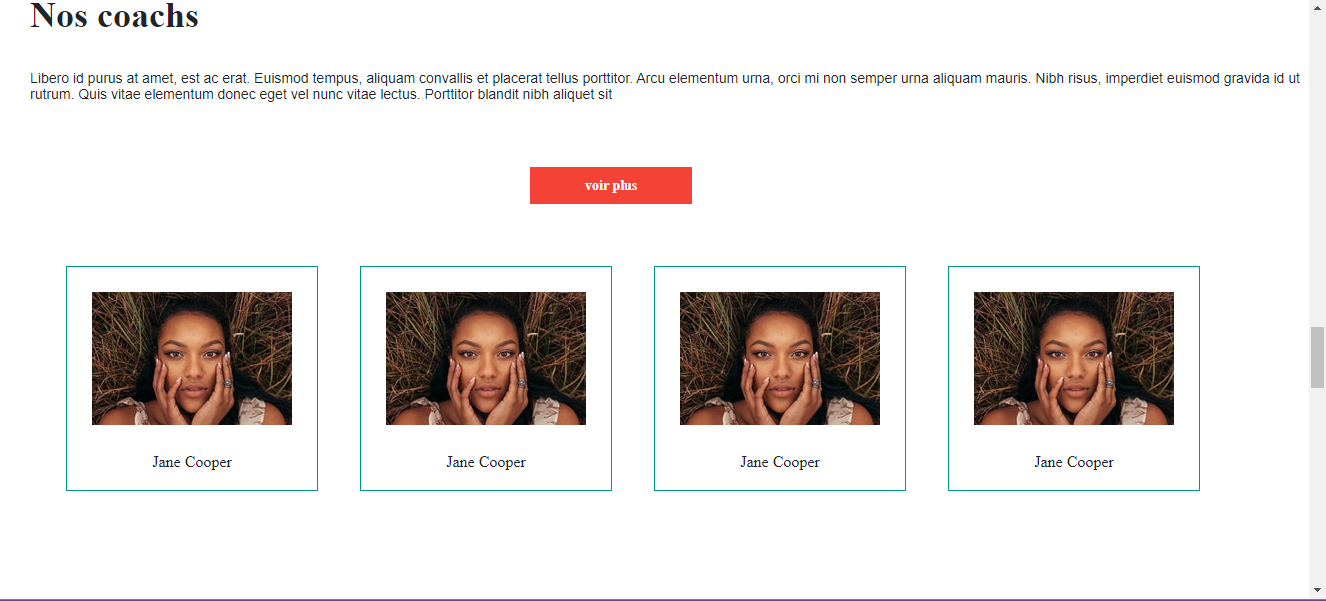 Nos coachs
Libero id purus at amet, est ac erat. Euismod tempus, aliquam convallis et placerat tellus porttitor. Arcu elementum urna, orci mi non semper urna aliquam mauris. Nibh risus, imperdiet euismod gravida id ut
rutrum. Quis vitae elementum donec eget vel nunc vitae lectus. Porttitor blandit nibh aliquet sit
voir plus
Jane Cooper
Jane Cooper
Jane Cooper
Jane Cooper